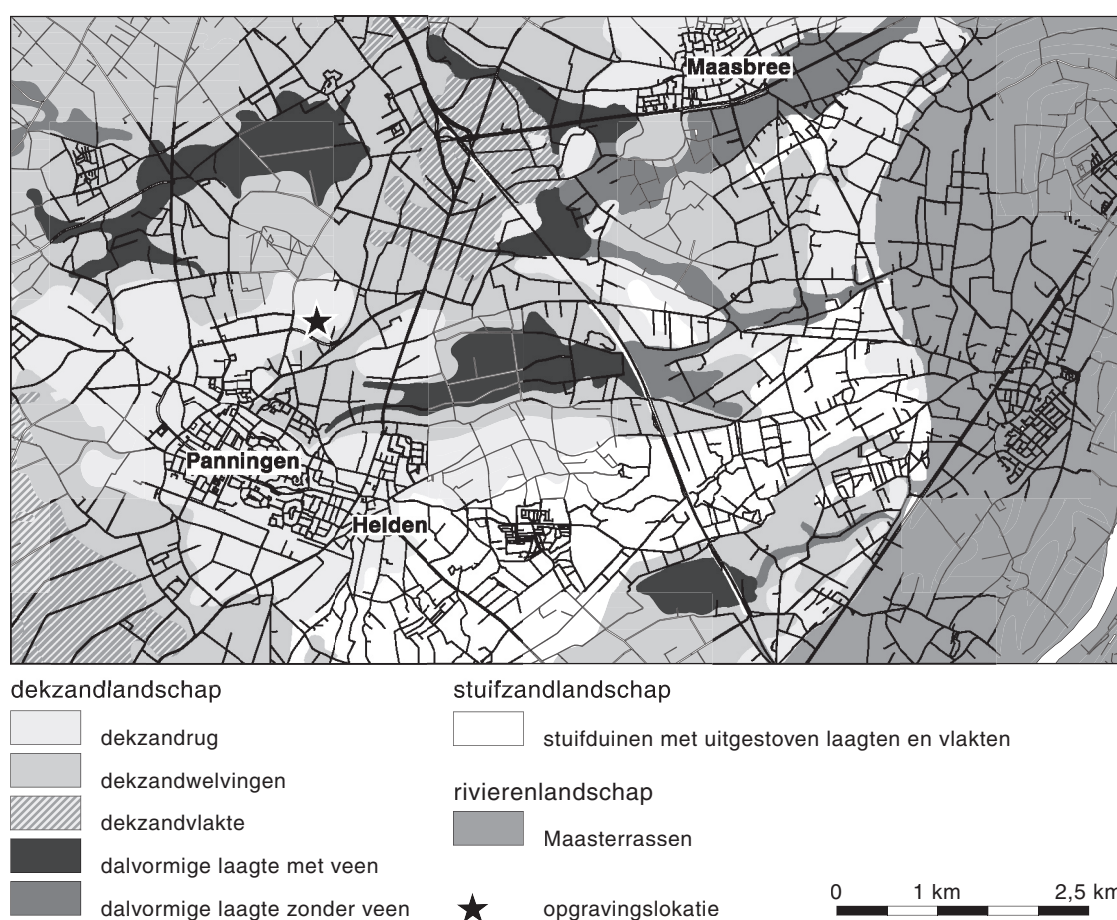 Maasbree
Panningen
Helden
dekzandlandschap
dekzandrug
dekzandwelvingen
dekzandvlakte
dalvormige laagte met veen
dalvormige laagte zonder veen
stuifzandlandschap
stuifduinen met uitgestoven laagten en vlakten
rivierenlandschap
Maasterrassen
opgravingslokatie
0 1 km 2,5 km